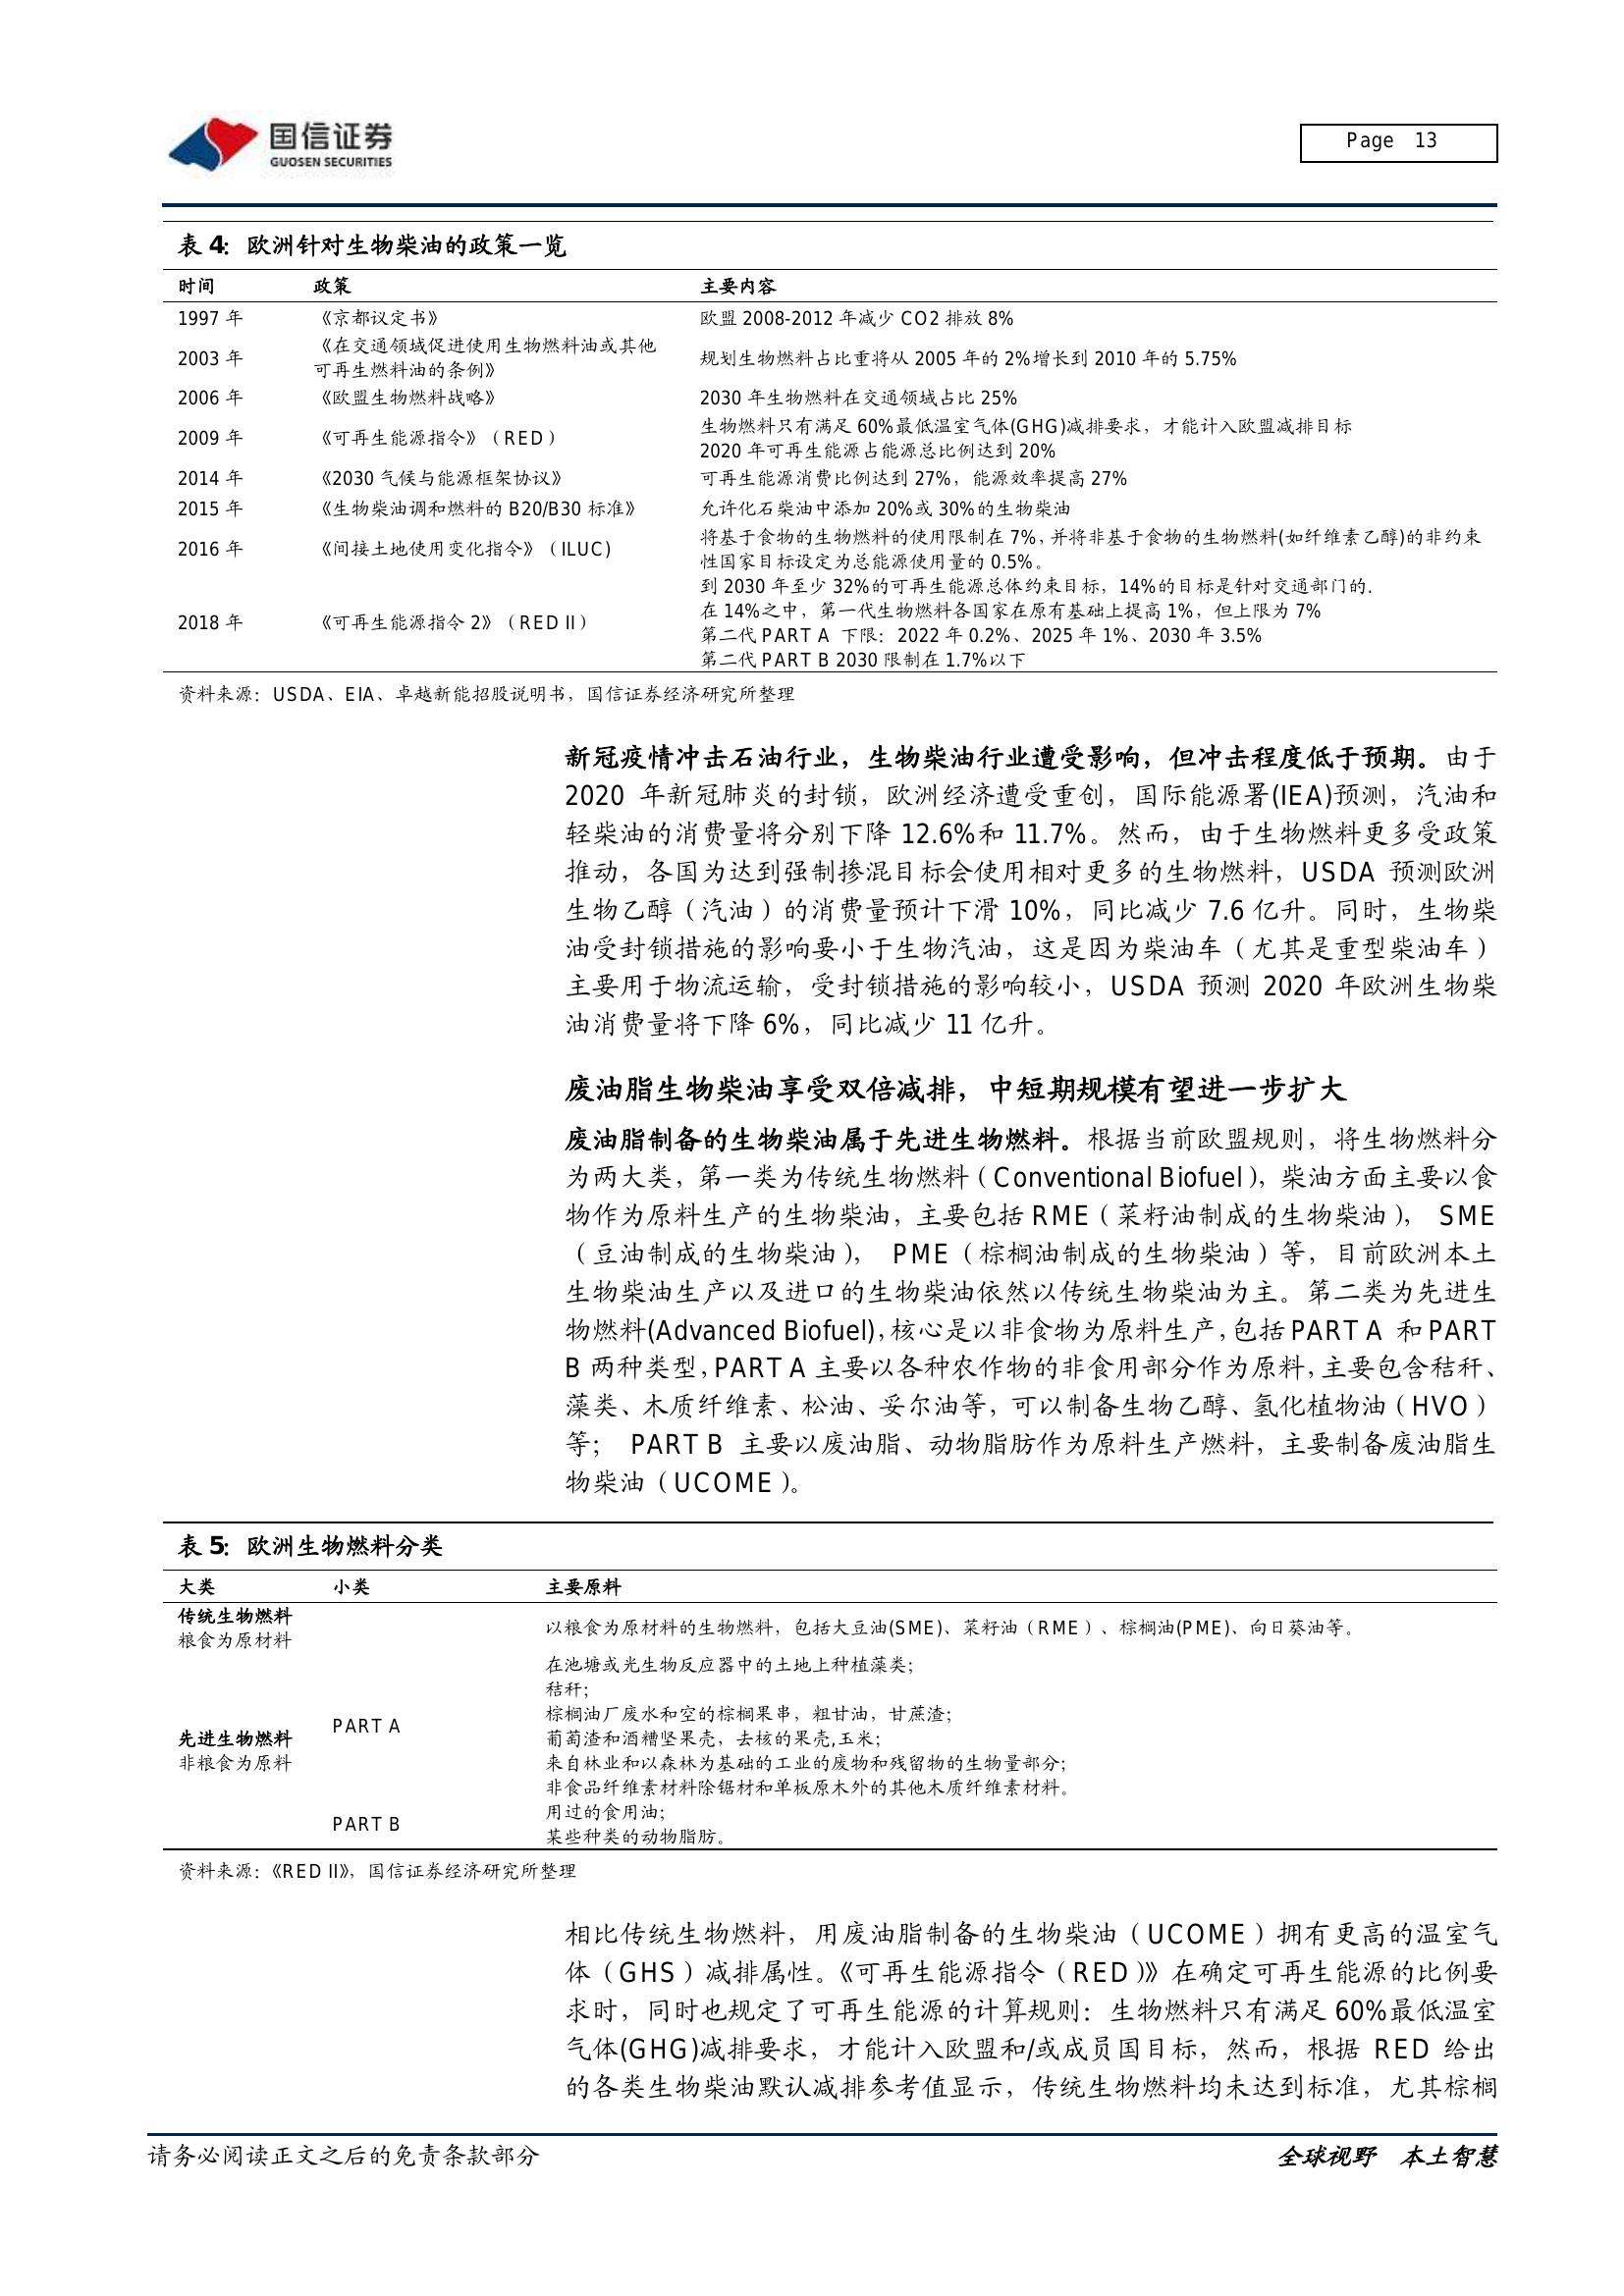 国信证券
GUOSEN SECURITIES
Page 13
表 4：欧洲针对生物柴油的政策一览
时间 政策 主要内容
1997 年 《京都议定书》 欧盟 2008-2012 年减少 CO2 排放 8%
2003 年 《在交通领域促进使用生物燃料油或其他可再生燃料油的条例》 规划生物燃料占比重将从 2005 年的 2%增长到 2010 年的 5.75%
2006 年 《欧盟生物燃料战略》 2030 年生物燃料在交通领域占比 25%
2009 年 《可再生能源指令》（RED） 生物燃料只有满足 60%最低温室气体(GHG)减排要求，才能计入欧盟减排目标
2020 年可再生能源占能源总比例达到 20%
2014 年 《2030 气候与能源框架协议》 可再生能源消费比例达到 27%，能源效率提高 27%
2015 年 《生物柴油调和燃料的 B20/B30 标准》 允许化石柴油中添加 20%或 30%的生物柴油
2016 年 《间接土地使用变化指令》（ILUC) 将基于食物的生物燃料的使用限制在 7%，并将非基于食物的生物燃料(如纤维素乙醇)的非约束
性国家目标设定为总能源使用量的 0.5%。
2018 年 《可再生能源指令 2》（RED II） 到 2030 年至少 32%的可再生能源总体约束目标，14%的目标是针对交通部门的.
在 14%之中，第一代生物燃料各国家在原有基础上提高 1%，但上限为 7%
第二代 PART A 下限：2022 年 0.2%、2025 年 1%、2030 年 3.5%
第二代 PART B 2030 限制在 1.7%以下
资料来源：USDA、EIA、卓越新能招股说明书，国信证券经济研究所整理
新冠疫情冲击石油行业，生物柴油行业遭受影响，但冲击程度低于预期。由于
2020 年新冠肺炎的封锁，欧洲经济遭受重创，国际能源署(IEA)预测，汽油和
轻柴油的消费量将分别下降 12.6%和 11.7%。然而，由于生物燃料更多受政策
推动，各国为达到强制掺混目标会使用相对更多的生物燃料，USDA 预测欧洲
生物乙醇（汽油）的消费量预计下滑 10%，同比减少 7.6 亿升。同时，生物柴
油受封锁措施的影响要小于生物汽油，这是因为柴油车（尤其是重型柴油车）
主要用于物流运输，受封锁措施的影响较小，USDA 预测 2020 年欧洲生物柴
油消费量将下降 6%，同比减少 11 亿升。
废油脂生物柴油享受双倍减排，中短期规模有望进一步扩大
废油脂制备的生物柴油属于先进生物燃料。根据当前欧盟规则，将生物燃料分
为两大类，第一类为传统生物燃料（Conventional Biofuel），柴油方面主要以食
物作为原料生产的生物柴油，主要包括 RME（菜籽油制成的生物柴油）， SME
（豆油制成的生物柴油）， PME（棕榈油制成的生物柴油）等，目前欧洲本土
生物柴油生产以及进口的生物柴油依然以传统生物柴油为主。第二类为先进生
物燃料(Advanced Biofuel)，核心是以非食物为原料生产，包括 PART A 和 PART
B 两种类型，PART A 主要以各种农作物的非食用部分作为原料，主要包含秸秆、
藻类、木质纤维素、松油、妥尔油等，可以制备生物乙醇、氢化植物油（HVO）
等； PART B 主要以废油脂、动物脂肪作为原料生产燃料，主要制备废油脂生
物柴油（UCOME）。
表 5：欧洲生物燃料分类
大类 小类 主要原料
传统生物燃料
粮食为原材料 以粮食为原材料的生物燃料，包括大豆油(SME)、菜籽油（RME）、棕榈油(PME)、向日葵油等。
先进生物燃料
非粮食为原料
PART A 在池塘或光生物反应器中的土地上种植藻类；
秸秆；
棕榈油厂废水和空的棕榈果串，粗甘油，甘蔗渣；
葡萄渣和酒糟坚果壳，去核的果壳,玉米；
来自林业和以森林为基础的工业的废物和残留物的生物量部分；
非食品纤维素材料除锯材和单板原木外的其他木质纤维素材料。
PART B 用过的食用油；
某些种类的动物脂肪。
资料来源：《RED II》，国信证券经济研究所整理
相比传统生物燃料，用废油脂制备的生物柴油（UCOME）拥有更高的温室气
体（GHS）减排属性。《可再生能源指令（RED）》在确定可再生能源的比例要
求时，同时也规定了可再生能源的计算规则：生物燃料只有满足 60%最低温室
气体(GHG)减排要求，才能计入欧盟和/或成员国目标，然而，根据 RED 给出
的各类生物柴油默认减排参考值显示，传统生物燃料均未达到标准，尤其棕榈
请务必阅读正文之后的免责条款部分 全球视野 本土智慧